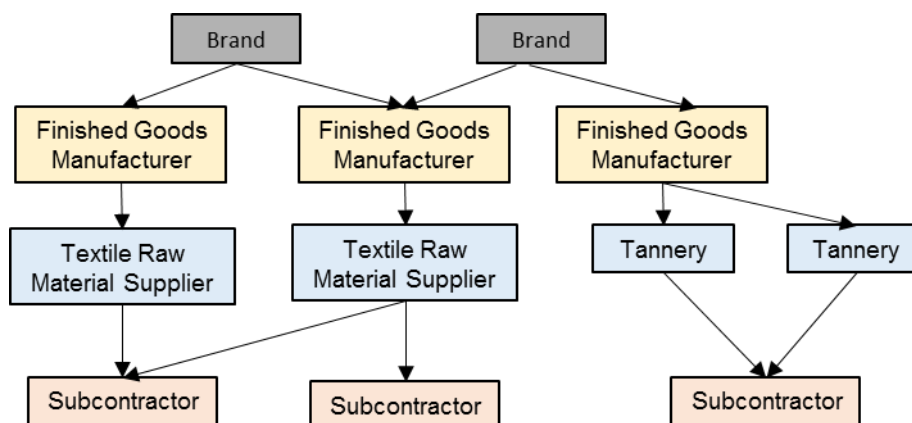 Brand
Brand
Finished Goods
Manufacturer
Finished Goods
Manufacturer
Finished Goods
Manufacturer
Textile Raw
Material Supplier
Textile Raw
Material Supplier
Tannery
Tannery
Subcontractor
Subcontractor
Subcontractor